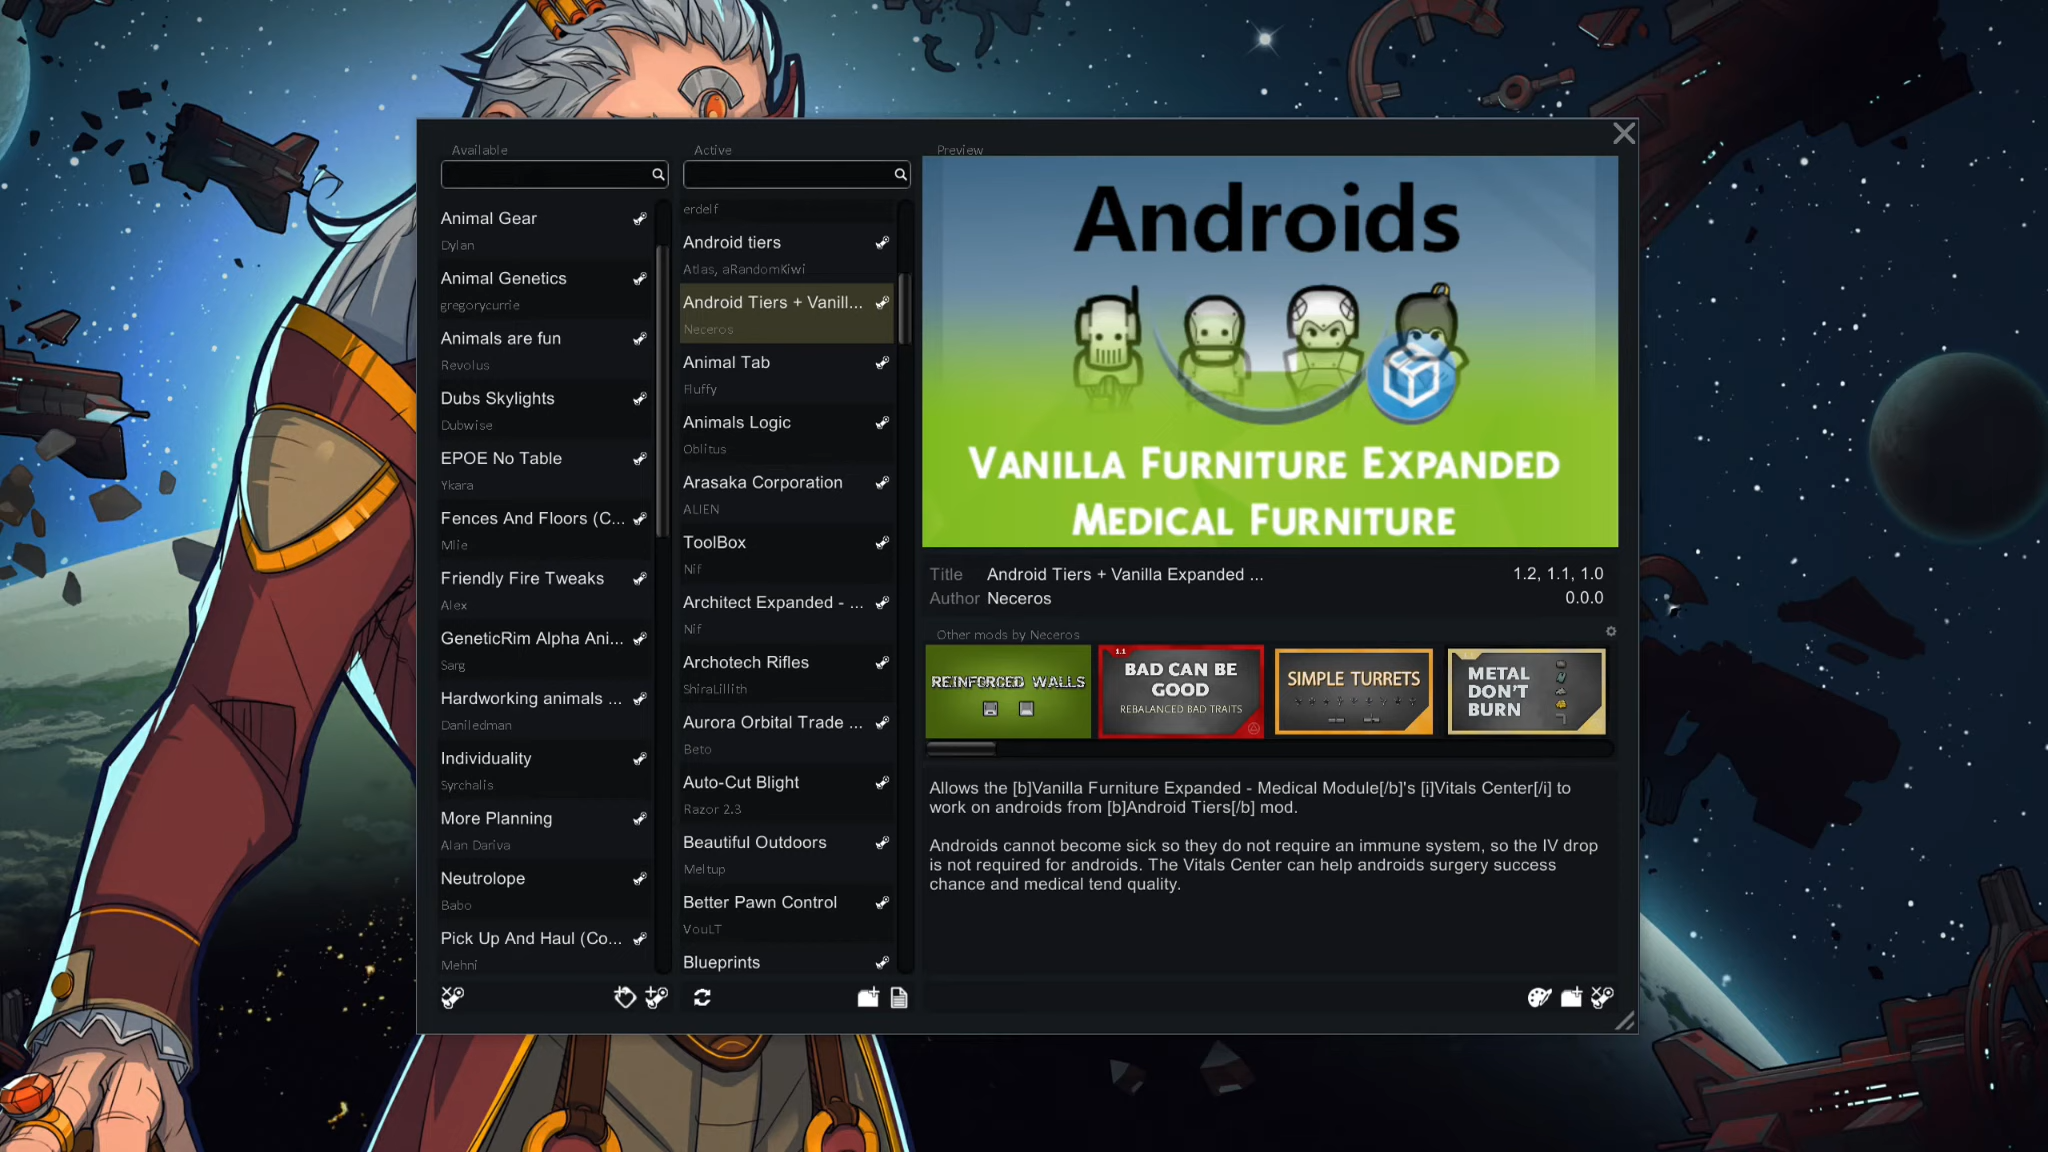 Available
Animal Gear
Dylan
Animal Genetics
gregorycurrie
Animals are fun
Revolus
Dubs Skylights
Dubwise
EPOE No Table
Ykara
Fences And Floors (C...
Mlie
Friendly Fire Tweaks
Alex
GeneticRim Alpha Ani...
Sarg
Hardworking animals ...
Daniledman
Individuality
Syrchalis
More Planning
Alan Dariva
Neutrolope
Babo
Pick Up And Haul (Co...
Mehni
Active
erdelf
Android tiers
Atlas, aRandomKiwi
Android Tiers + Vanill...
Neceros
Animal Tab
Fluffy
Animals Logic
Oblitus
Arasaka Corporation
ALIEN
ToolBox
Nif
Architect Expanded - ...
Nif
Archotech Rifles
ShiraLillith
Aurora Orbital Trade ...
Beto
Auto-Cut Blight
Razor 2.3
Beautiful Outdoors
Meltup
Better Pawn Control
VouLT
Blueprints
Preview
Androids
VANILLA FURNITURE EXPANDED
MEDICAL FURNITURE
Title Android Tiers + Vanilla Expanded ... 1.2, 1.1, 1.0
Author Neceros 0.0.0
Other mods by Neceros
REINFORCED WALLS
1.1
BAD CAN BE
GOOD
REBALANCED BAD TRAITS
SIMPLE TURRETS
METAL
DON'T
BURN
Allows the [b]Vanilla Furniture Expanded - Medical Module[/b]'s [i]Vitals Center[/i] to
work on androids from [b]Android Tiers[/b] mod.
Androids cannot become sick so they do not require an immune system, so the IV drop
is not required for androids. The Vitals Center can help androids surgery success
chance and medical tend quality.